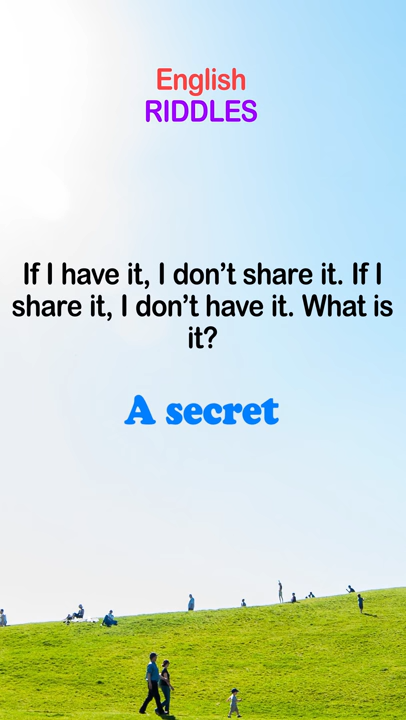 English
RIDDLES
If I have it, I don’t share it. If I
share it, I don’t have it. What is
it?
A secret